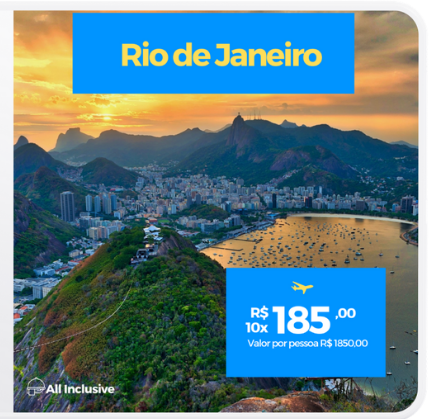 Rio de Janeiro
R$ 185,00
10x
Valor por pessoa R$ 1850,00
All Inclusive